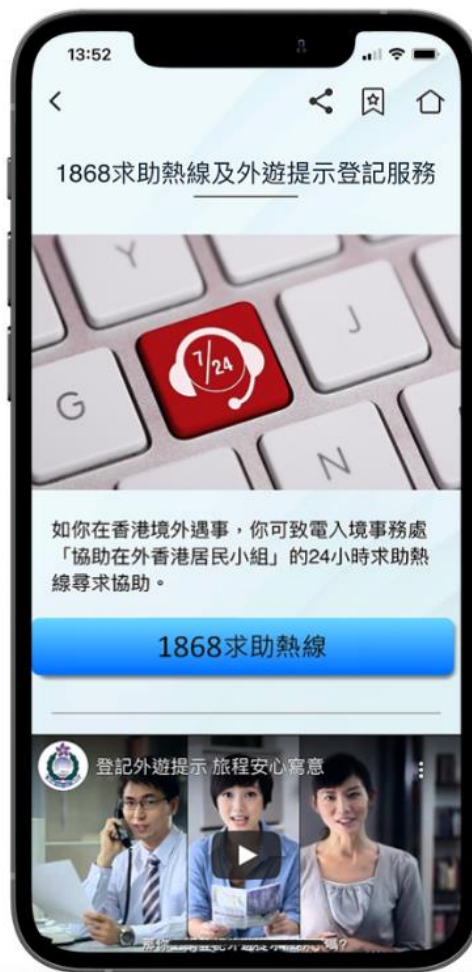 13:52
1868求助熱線及外遊提示登記服務
Y
7/24
J
G
N
如你在香港境外遇事,你可致電入境事務處
「協助在外香港居民小組」的24小時求助熱
線尋求協助。
1868求助熱線
登記外遊提示 旅程安心寫意